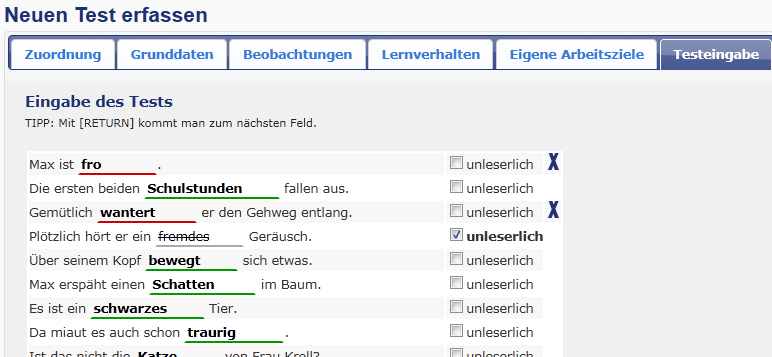 Neuen Test erfassen
Zuordnung Grunddaten Beobachtungen Lernverhalten Eigene Arbeitsziele Testeingabe
Eingabe des Tests
TIPP: Mit [RETURN] kommt man zum nächsten Feld.
Max ist fro . unleserlich X
Die ersten beiden Schulstunden fallen aus. unleserlich
Gemütlich wantert er den Gehweg entlang. unleserlich X
Plötzlich hört er ein fremdes Geräusch. unleserlich
Über seinem Kopf bewegt sich etwas. unleserlich
Max erspäht einen Schatten im Baum. unleserlich
Es ist ein schwarzes Tier. unleserlich
Da miaut es auch schon traurig . unleserlich
Ist das nicht die Katze von Frau Kroll? unleserlich